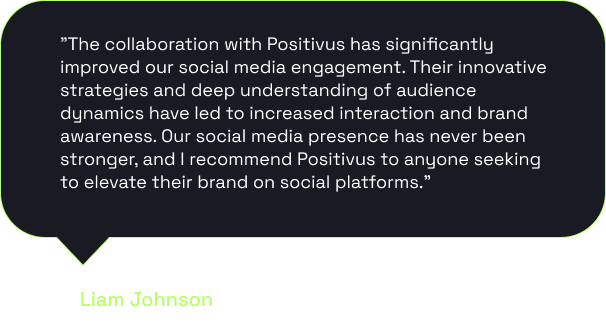 ”The collaboration with Positivus has significantly
improved our social media engagement. Their innovative
strategies and deep understanding of audience
dynamics have led to increased interaction and brand
awareness. Our social media presence has never been
stronger, and I recommend Positivus to anyone seeking
to elevate their brand on social platforms.”
Liam Johnson